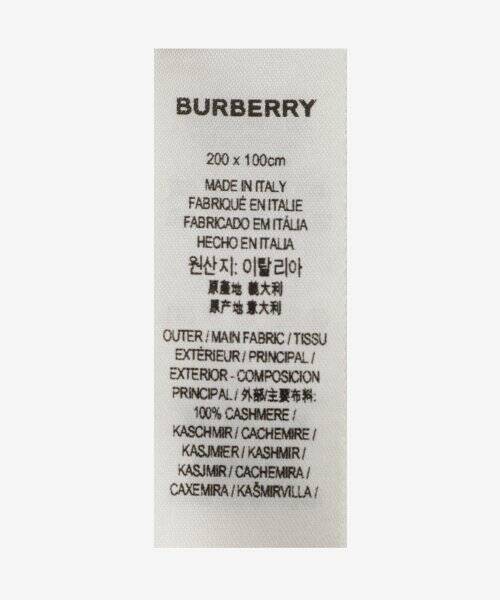 BURBERRY
200 x 100cm
MADE IN ITALY
FABRIQUÉ EN ITALIE
FABRICADO EM ITÁLIA
HECHO EN ITALIA
원산지: 이탈리아
原產地 義大利
原产地 意大利
OUTER / MAIN FABRIC / TISSU
EXTÉRIEUR / PRINCIPAL /
EXTERIOR - COMPOSICION
PRINCIPAL / 外部/主要布料:
100% CASHMERE /
KASCHMIR / CACHEMIRE /
KASJMIER / KASHMIR /
KASJMIR / CACHEMIRA /
CAXEMIRA / KAŠMIRVILLA /